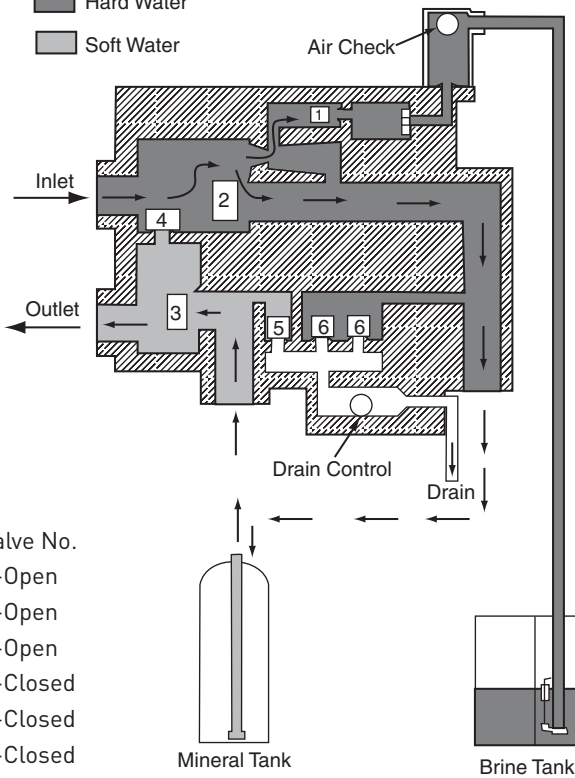 Hard Water
Soft Water
Air Check
1
Inlet
2
4
Outlet
3
5 6 6
Drain Control
Drain
alve No.
-Open
-Open
-Open
-Closed
-Closed
-Closed
Mineral Tank
Brine Tank